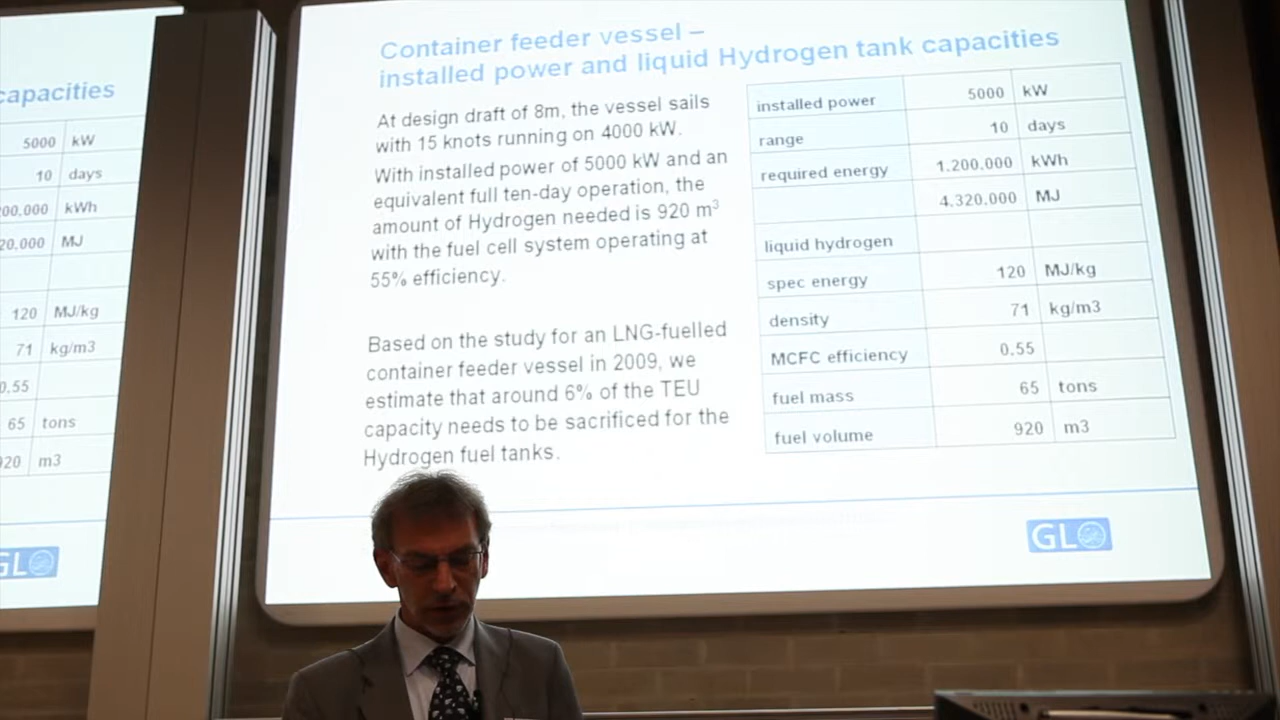 capacities
5000 kW
10 days
00.000 kWh
20.000 MJ
120 MJ/kg
71 kg/m3
0.55
65 tons
920 m3
GL
Container feeder vessel –
installed power and liquid Hydrogen tank capacities
At design draft of 8m, the vessel sails
with 15 knots running on 4000 kW.
With installed power of 5000 kW and an
equivalent full ten-day operation, the
amount of Hydrogen needed is 920 m³
with the fuel cell system operating at
55% efficiency.
Based on the study for an LNG-fuelled
container feeder vessel in 2009, we
estimate that around 6% of the TEU
capacity needs to be sacrificed for the
Hydrogen fuel tanks.
installed power 5000 kW
range 10 days
required energy 1.200.000 kWh
4.320.000 MJ
liquid hydrogen
spec energy 120 MJ/kg
density 71 kg/m3
MCFC efficiency 0.55
fuel mass 65 tons
fuel volume 920 m3
GL